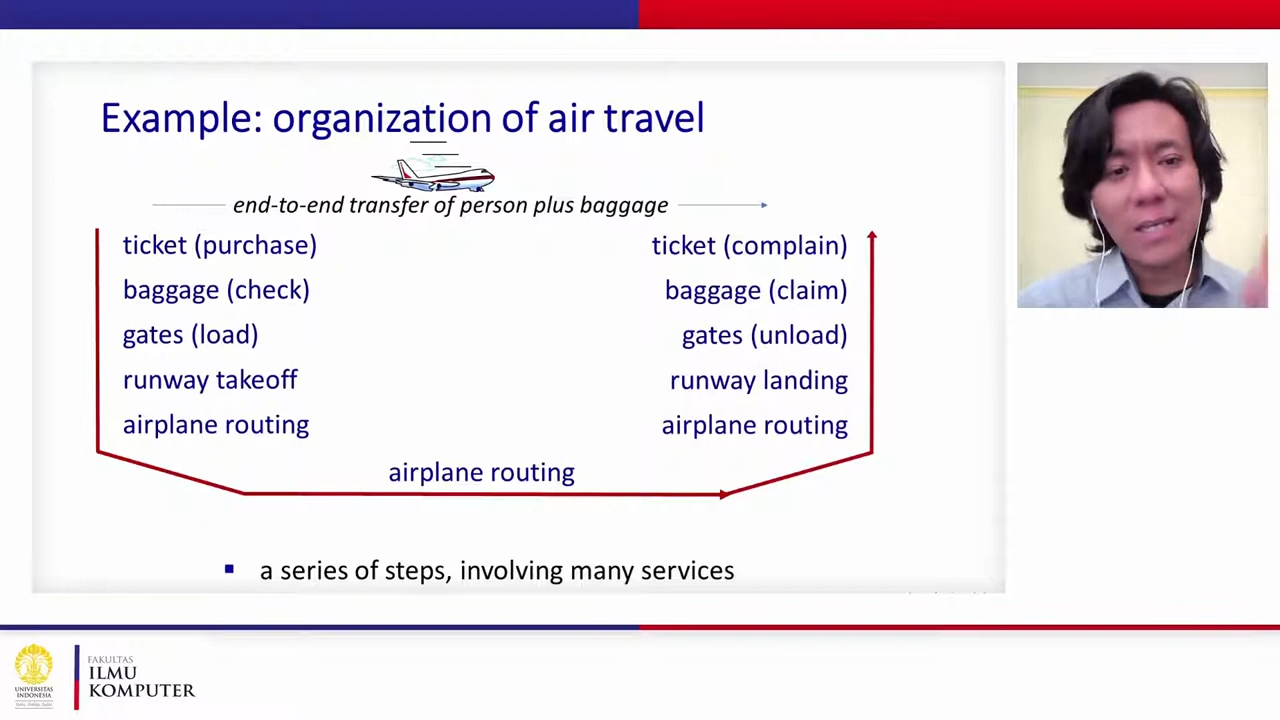 Example: organization of air travel
end-to-end transfer of person plus baggage
ticket (purchase)
ticket (complain)
baggage (check)
baggage (claim)
gates (load)
gates (unload)
runway takeoff
runway landing
airplane routing
airplane routing
airplane routing
a series of steps, involving many services
UNIVERSITAS
INDONESIA
FAKULTAS
ILMU
KOMPUTER